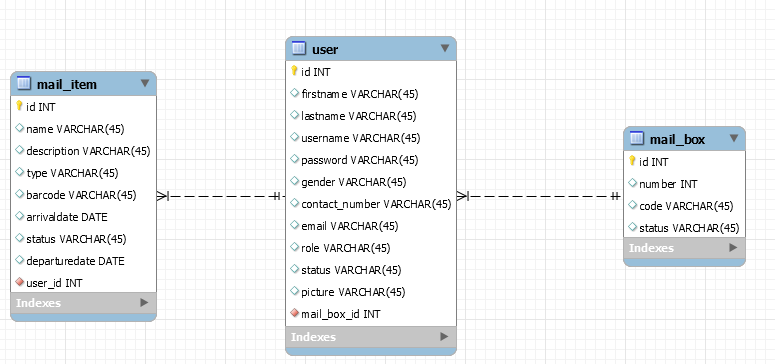 mail_item
id INT
name VARCHAR(45)
description VARCHAR(45)
type VARCHAR(45)
barcode VARCHAR(45)
arrivaldate DATE
status VARCHAR(45)
departuredate DATE
user_id INT
Indexes
user
id INT
firstname VARCHAR(45)
lastname VARCHAR(45)
username VARCHAR(45)
password VARCHAR(45)
gender VARCHAR(45)
contact_number VARCHAR(45)
email VARCHAR(45)
role VARCHAR(45)
status VARCHAR(45)
picture VARCHAR(45)
mail_box_id INT
Indexes
mail_box
id INT
number INT
code VARCHAR(45)
status VARCHAR(45)
Indexes